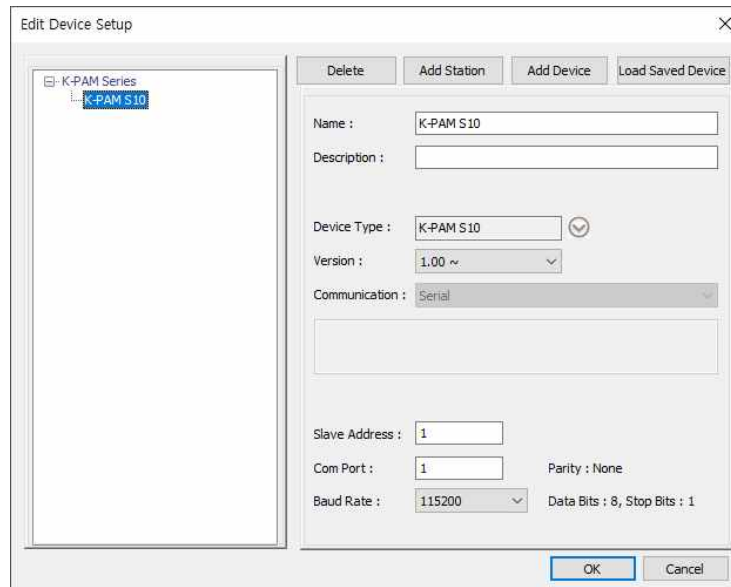 Edit Device Setup
K-PAM Series
K-PAM S10
Delete
Add Station
Add Device
Load Saved Device
Name :
K-PAM S10
Description :
Device Type :
K-PAM S10
Version :
1.00 ~
Communication :
Serial
Slave Address :
1
Com Port :
1
Parity : None
Baud Rate :
115200
Data Bits : 8, Stop Bits : 1
OK
Cancel